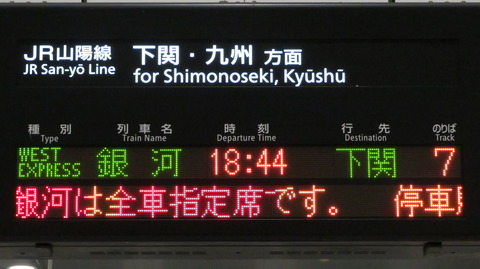 JR山陽線 下関・九州 方面
JR San-yō Line for Shimonoseki, Kyūshū
種別 列車名 時刻 行先 のりば
Type Train Name Departure Time Destination Track
WEST EXPRESS 銀河 18:44 下関 7
銀河は全車指定席です。 停車